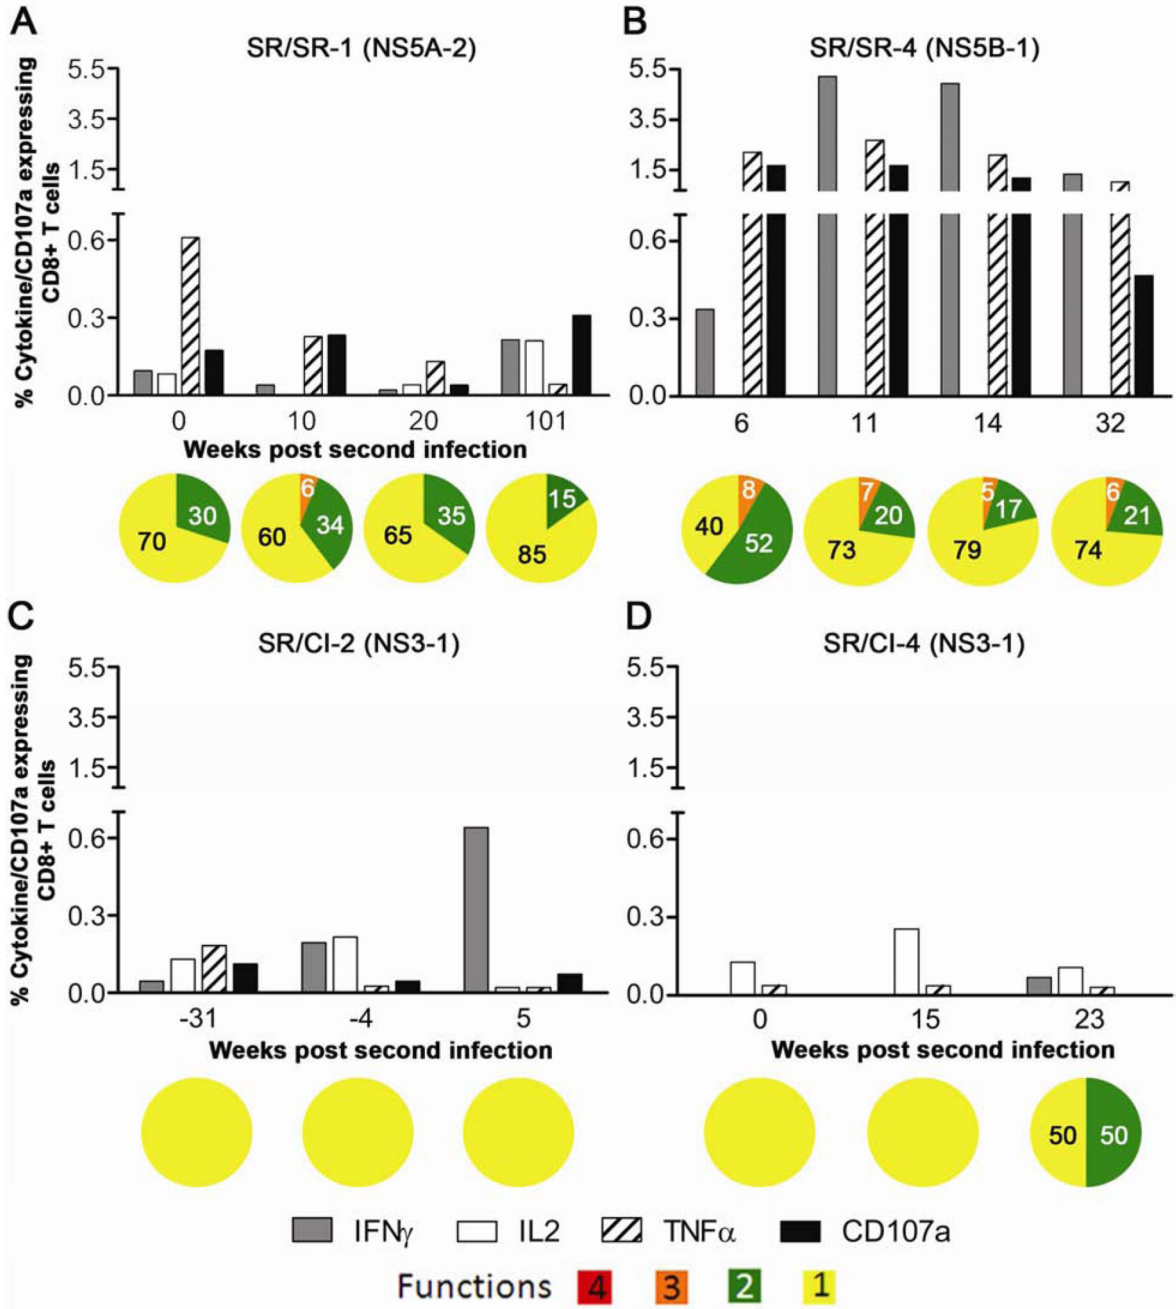 A
SR/SR-1 (NS5A-2)
% Cytokine/CD107a expressing
CD8+ T cells
5.5
3.5
1.5
0.6
0.3
0.0
0 10 20 101
Weeks post second infection
30 70
6 34 60
35 65
15 85
B
SR/SR-4 (NS5B-1)
5.5
3.5
1.5
0.6
0.3
0.0
6 11 14 32
8 40 52
7 20 73
5 17 79
6 21 74
C
SR/CI-2 (NS3-1)
% Cytokine/CD107a expressing
CD8+ T cells
5.5
3.5
1.5
0.6
0.3
0.0
-31 -4 5
Weeks post second infection
D
SR/CI-4 (NS3-1)
5.5
3.5
1.5
0.6
0.3
0.0
0 15 23
Weeks post second infection
50 50
IFNγ IL2 TNFα CD107a
Functions 4 3 2 1